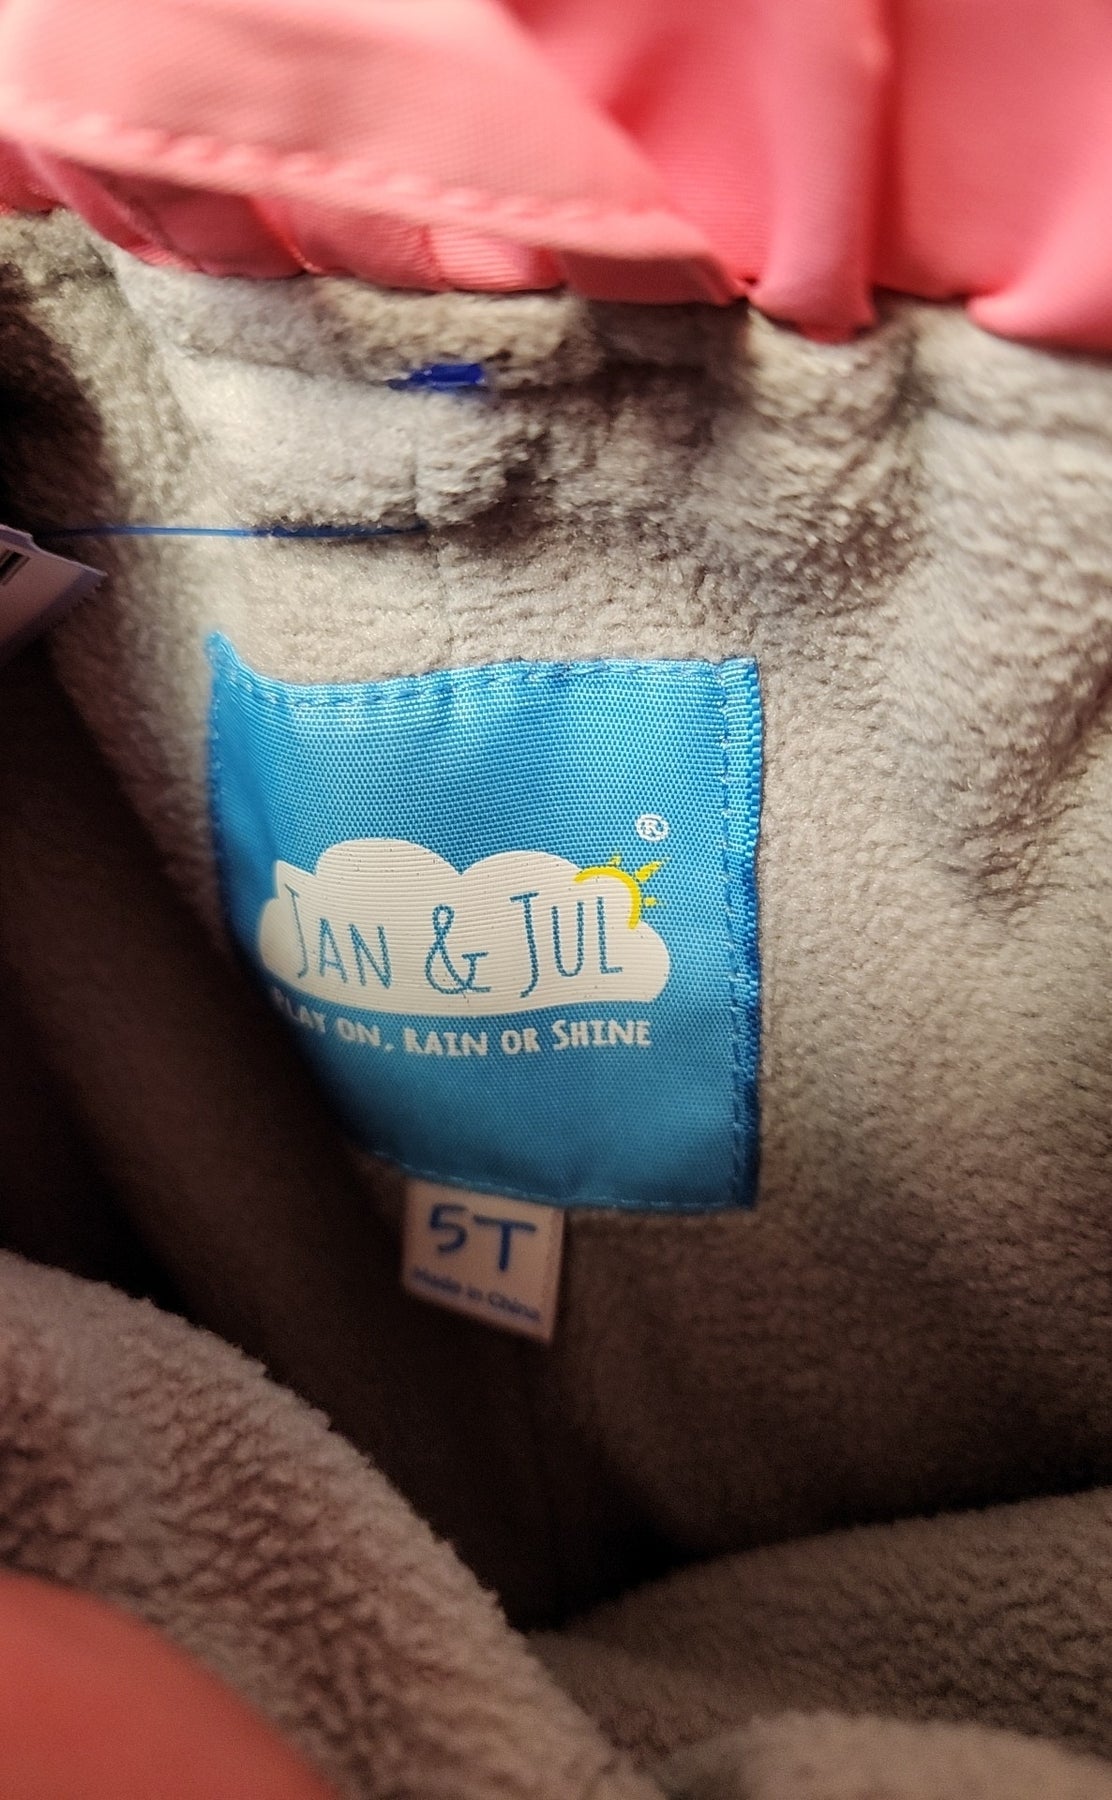 ®
JAN & JUL
PLAY ON, RAIN OR SHINE
5T
Made in China